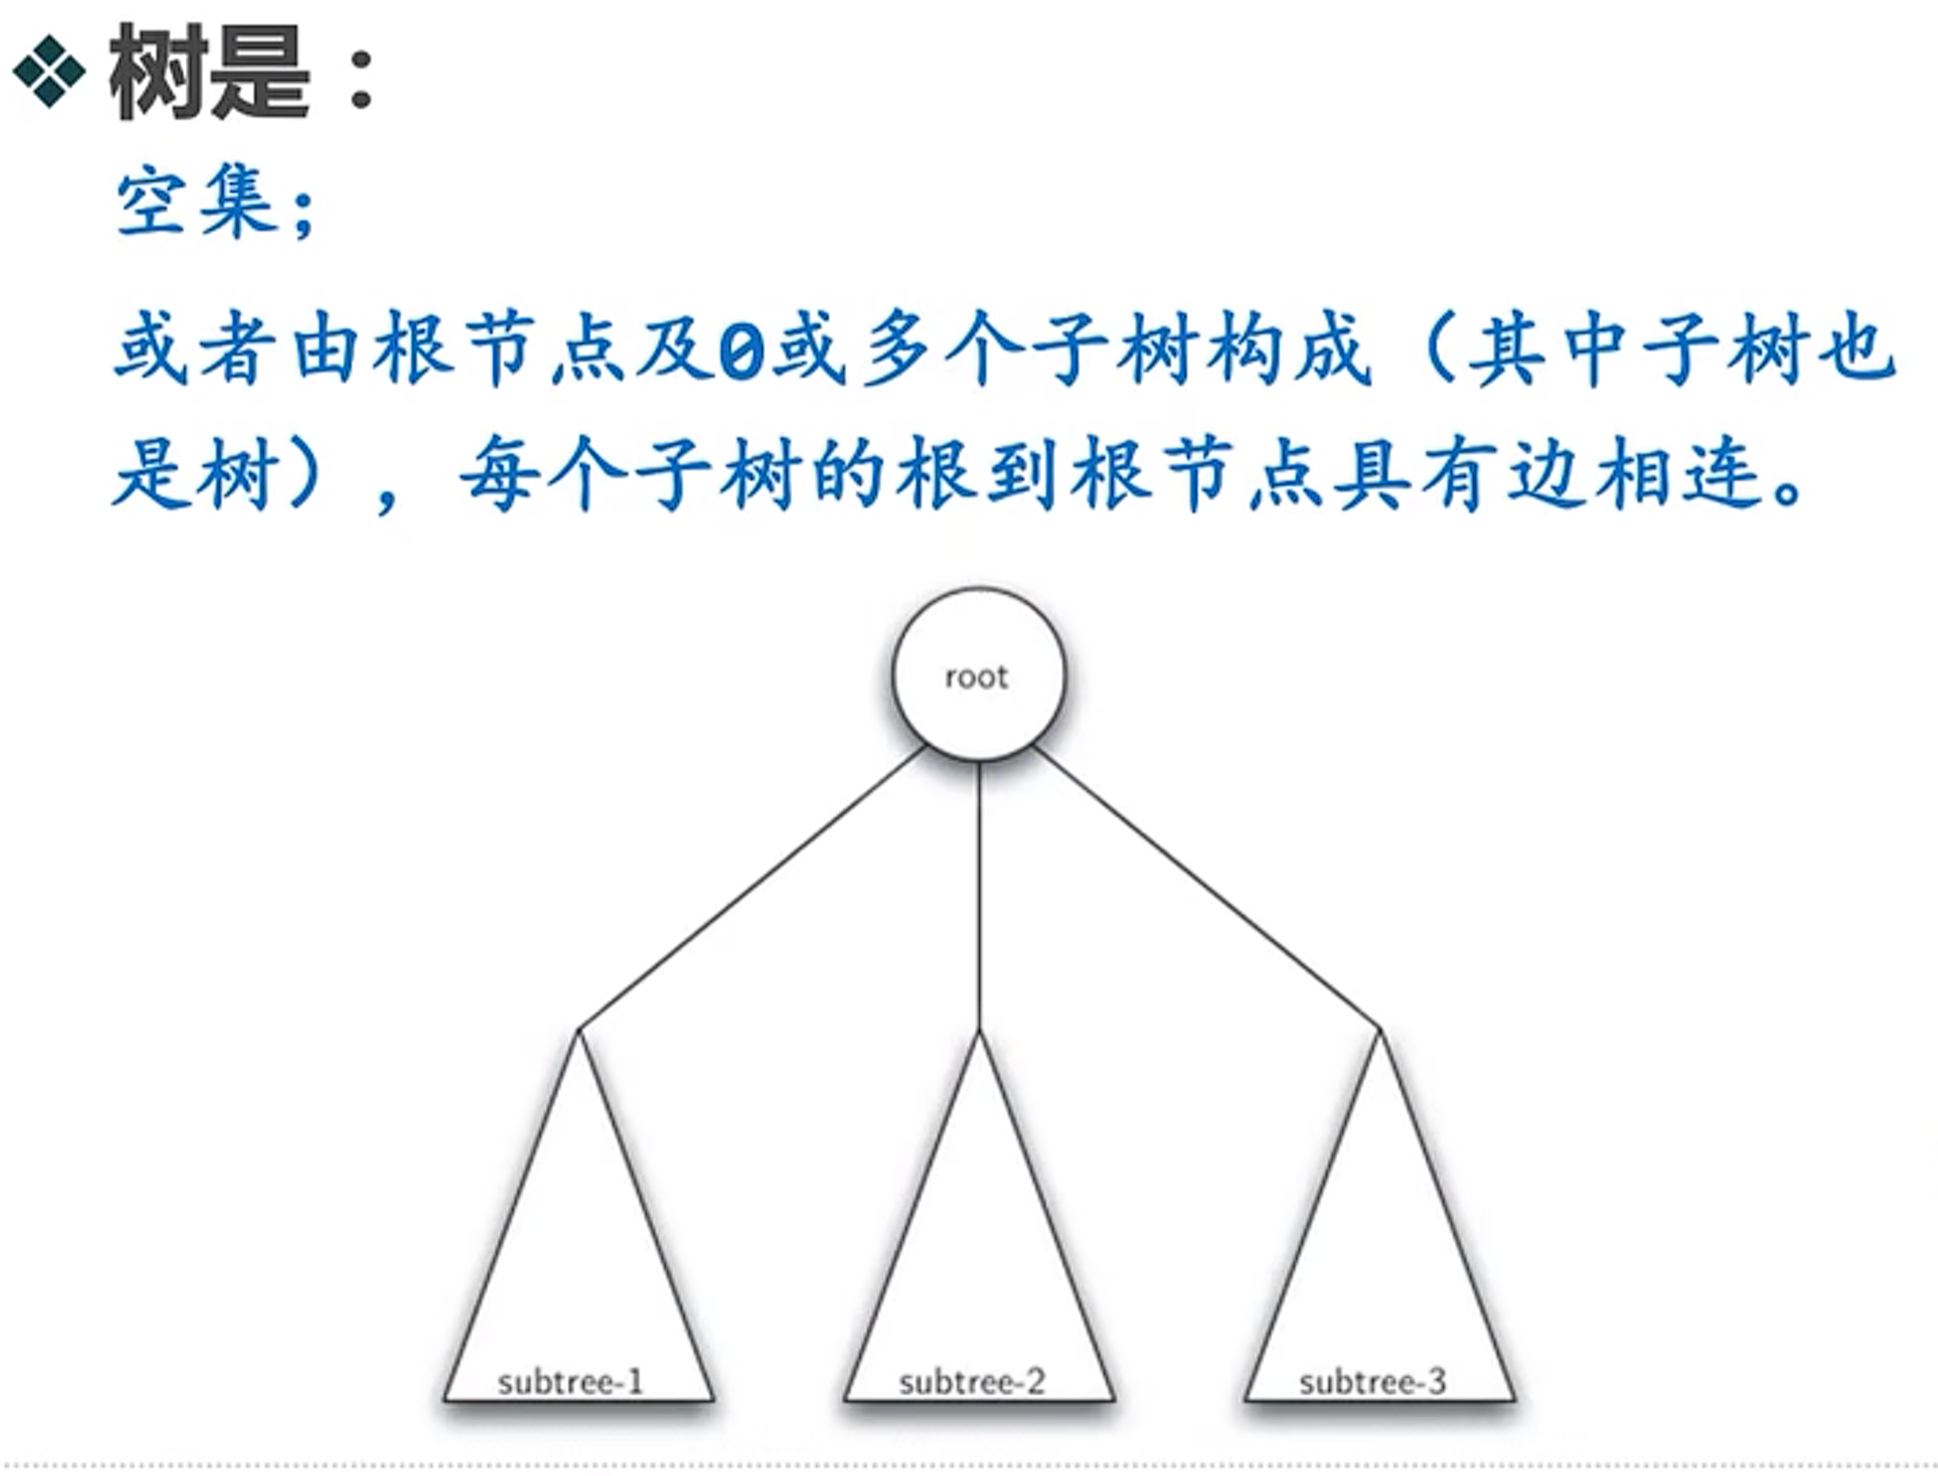 树是：
空集；
或者由根节点及0或多个子树构成（其中子树也
是树），每个子树的根到根节点具有边相连。
root
subtree-1 subtree-2 subtree-3